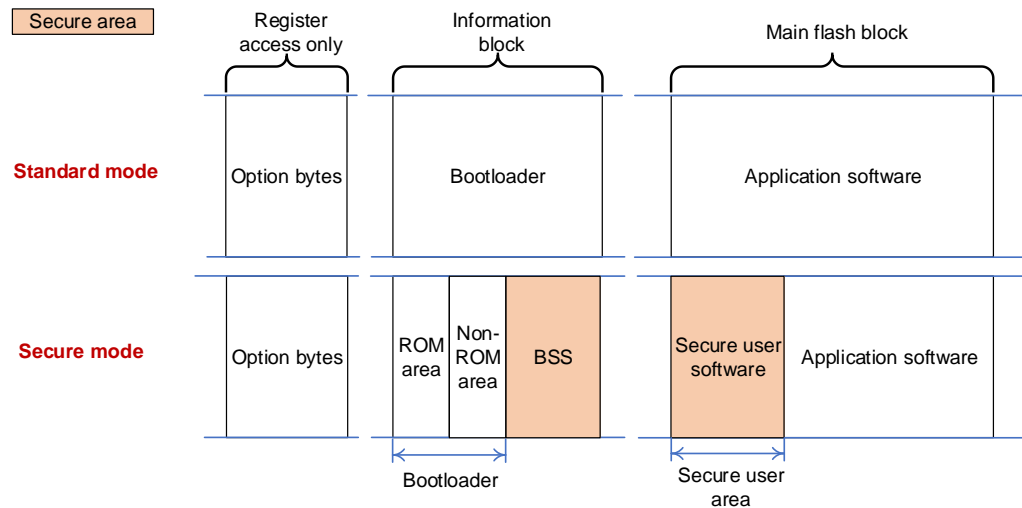 Secure area
Register
access only
Information
block
Main flash block
Standard mode
Option bytes
Bootloader
Application software
Secure mode
Option bytes
ROM
area
Non-
ROM
area
BSS
Secure user
software
Application software
Bootloader
Secure user
area